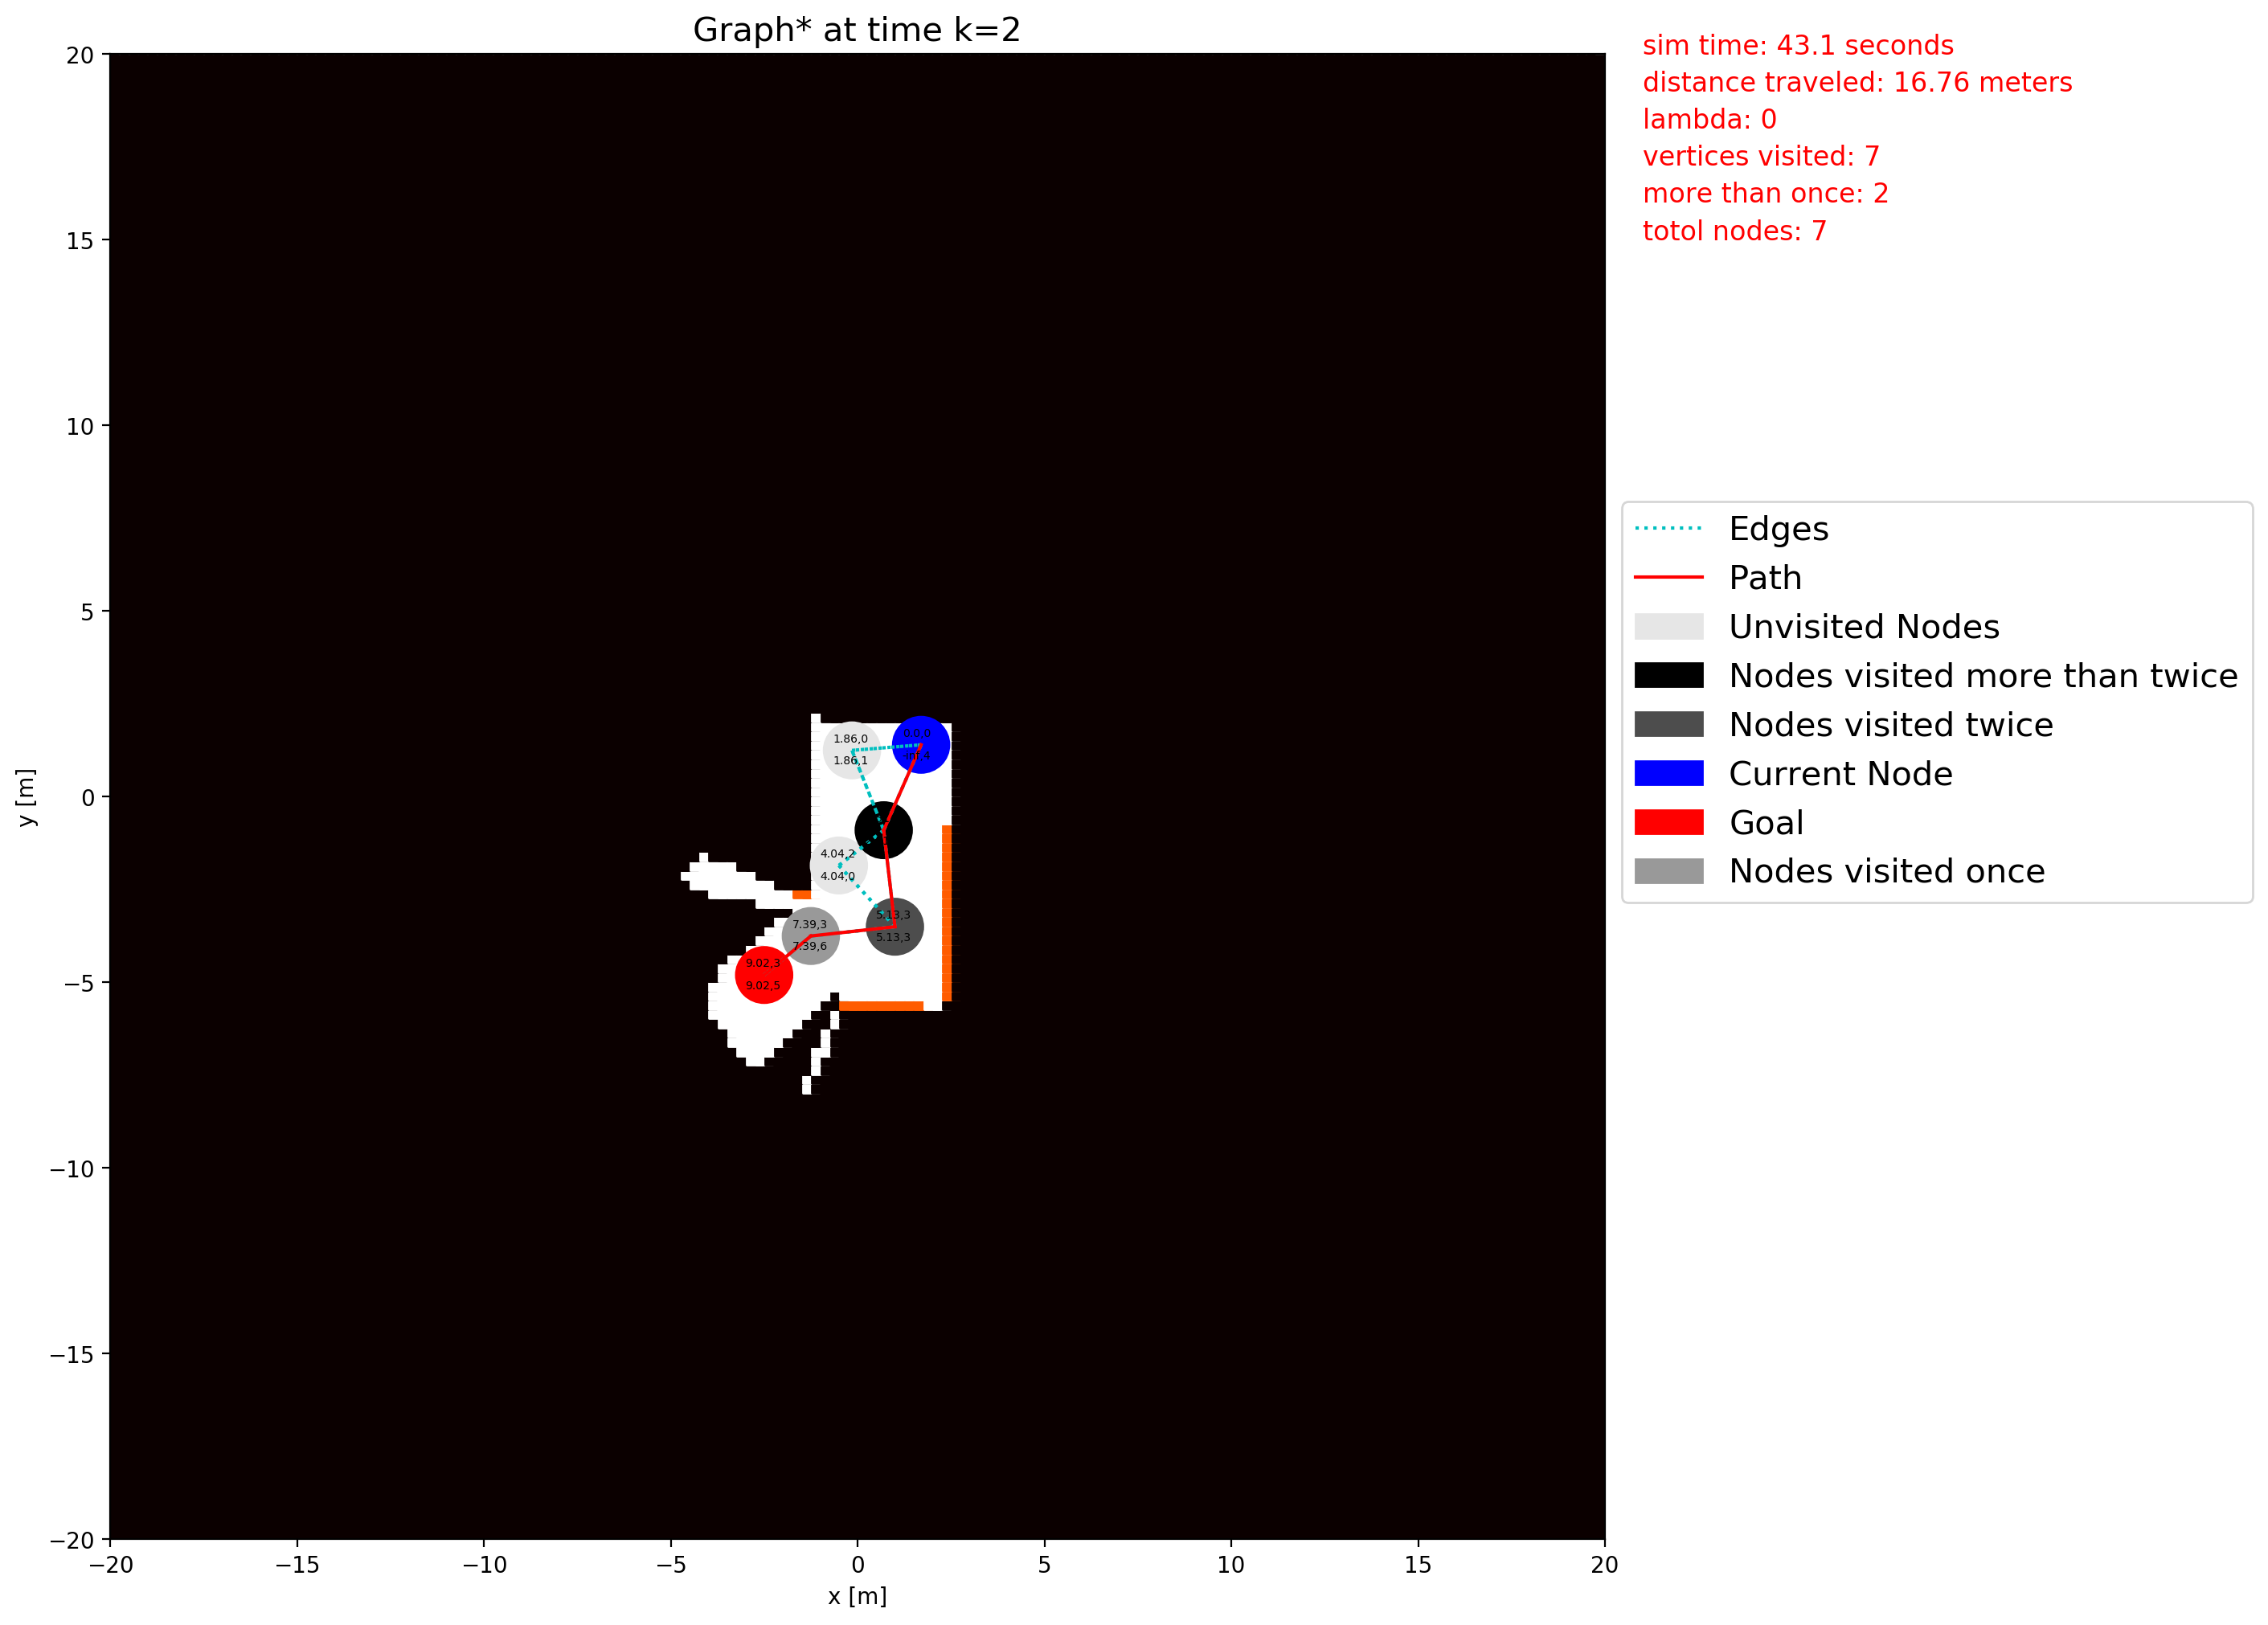 Graph* at time k=2
sim time: 43.1 seconds
distance traveled: 16.76 meters
lambda: 0
vertices visited: 7
more than once: 2
totol nodes: 7
20
15
10
5
0
−5
−10
−15
−20
y [m]
1.86,0
1.86,1
0.0,0
4.04,2
4.04,0
5.13,3
5.13,3
7.39,3
7.39,6
9.02,3
9.02,5
−20
−15
−10
−5
0
5
10
15
20
x [m]
Edges
Path
Unvisited Nodes
Nodes visited more than twice
Nodes visited twice
Current Node
Goal
Nodes visited once